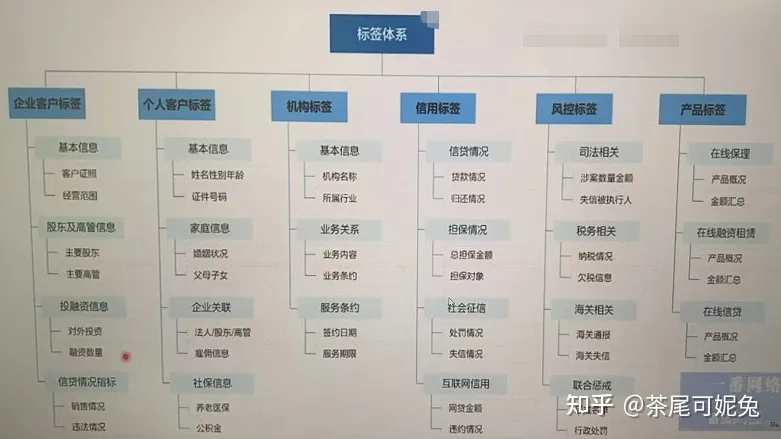 标签体系
企业客户标签
基本信息
客户证照
经营范围
股东及高管信息
主要股东
主要高管
投融资信息
对外投资
融资数量
信贷情况指标
销售情况
违法情况
个人客户标签
基本信息
姓名性别年龄
证件号码
家庭信息
婚姻状况
父母子女
企业关联
法人/股东/高管
雇佣信息
社保信息
养老医保
公积金
机构标签
基本信息
机构名称
所属行业
业务关系
业务内容
业务条约
服务条约
签约日期
服务期限
信用标签
信贷情况
贷款情况
归还情况
担保情况
总担保金额
担保对象
社会征信
处罚情况
失信情况
互联网信用
网贷金额
违约情况
风控标签
司法相关
涉案数量金额
失信被执行人
税务相关
纳税情况
欠税信息
海关相关
海关通报
海关失信
联合惩戒
行政处罚
产品标签
在线保理
产品概况
金额汇总
在线融资租赁
产品概况
金额汇总
在线信贷
产品概况
金额汇总
一番网络
知乎 @茶尾可妮兔